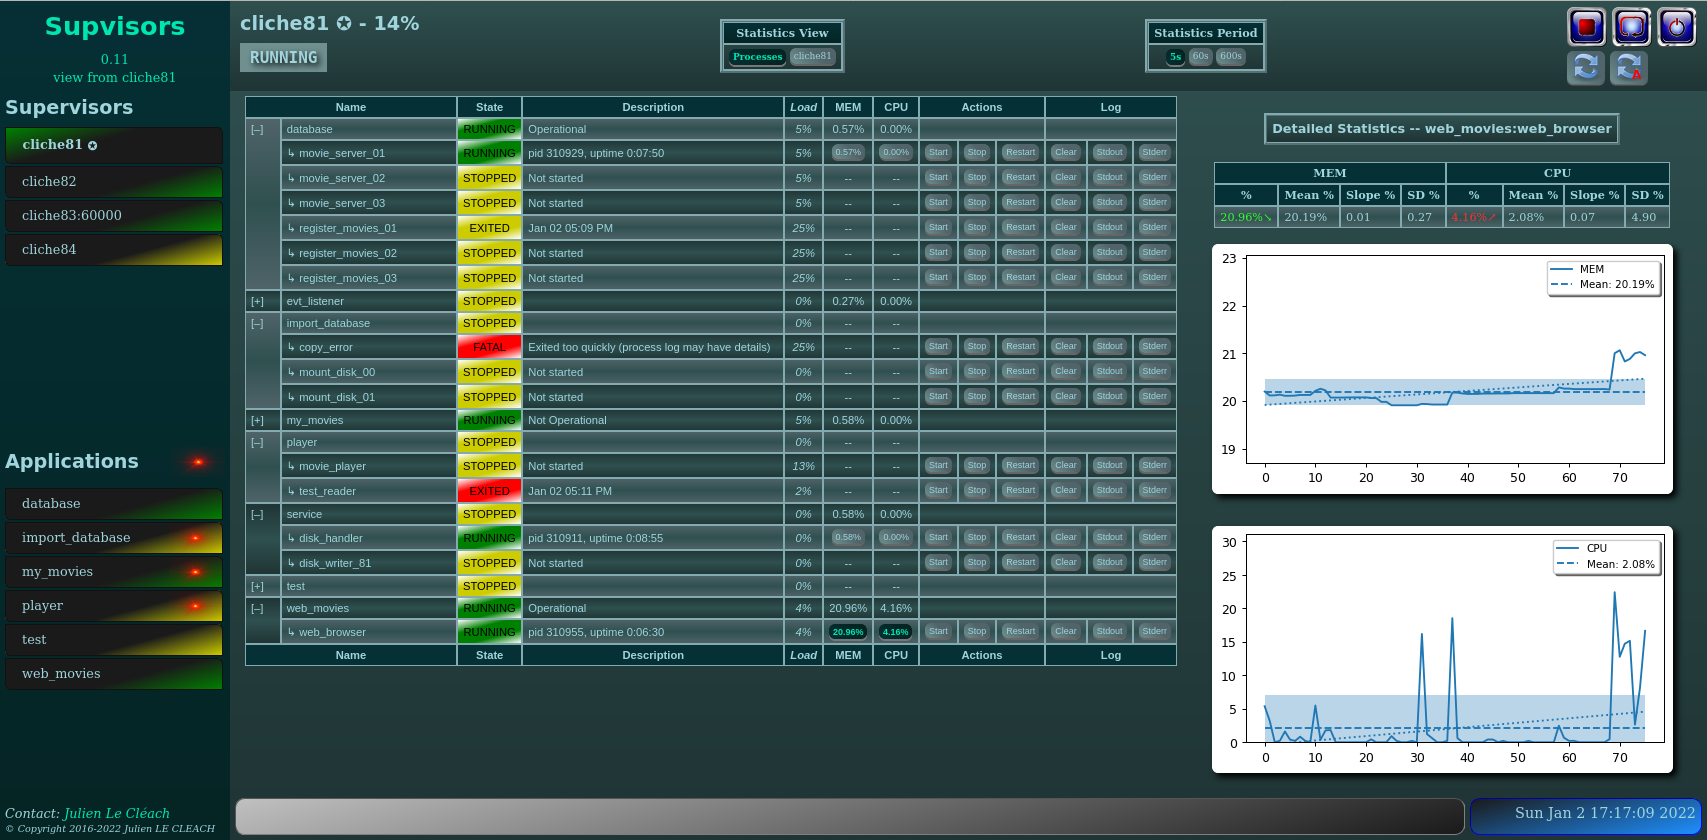 Supvisors
0.11
view from cliche81
Supervisors
cliche81 ✪
cliche82
cliche83:60000
cliche84
Applications
database
import_database
my_movies
player
test
web_movies
Contact: Julien Le Cléach
© Copyright 2016-2022 Julien LE CLEACH
cliche81 ✪ - 14%
RUNNING
Statistics View
Processes cliche81
Statistics Period
5s 60s 600s
A
Name State Description Load MEM CPU Actions Log
[–] database RUNNING Operational 5% 0.57% 0.00%
↳ movie_server_01 RUNNING pid 310929, uptime 0:07:50 5% 0.57% 0.00% Start Stop Restart Clear Stdout Stderr
↳ movie_server_02 STOPPED Not started 5% -- -- Start Stop Restart Clear Stdout Stderr
↳ movie_server_03 STOPPED Not started 5% -- -- Start Stop Restart Clear Stdout Stderr
↳ register_movies_01 EXITED Jan 02 05:09 PM 25% -- -- Start Stop Restart Clear Stdout Stderr
↳ register_movies_02 STOPPED Not started 25% -- -- Start Stop Restart Clear Stdout Stderr
↳ register_movies_03 STOPPED Not started 25% -- -- Start Stop Restart Clear Stdout Stderr
[+] evt_listener STOPPED 0% 0.27% 0.00%
[–] import_database STOPPED 0% -- --
↳ copy_error FATAL Exited too quickly (process log may have details) 25% -- -- Start Stop Restart Clear Stdout Stderr
↳ mount_disk_00 STOPPED Not started 0% -- -- Start Stop Restart Clear Stdout Stderr
↳ mount_disk_01 STOPPED Not started 0% -- -- Start Stop Restart Clear Stdout Stderr
[+] my_movies RUNNING Not Operational 5% 0.58% 0.00%
[–] player STOPPED 0% -- --
↳ movie_player STOPPED Not started 13% -- -- Start Stop Restart Clear Stdout Stderr
↳ test_reader EXITED Jan 02 05:11 PM 2% -- -- Start Stop Restart Clear Stdout Stderr
[–] service STOPPED 0% 0.58% 0.00%
↳ disk_handler RUNNING pid 310911, uptime 0:08:55 0% 0.58% 0.00% Start Stop Restart Clear Stdout Stderr
↳ disk_writer_81 STOPPED Not started 0% -- -- Start Stop Restart Clear Stdout Stderr
[+] test STOPPED 0% -- --
[–] web_movies RUNNING Operational 4% 20.96% 4.16%
↳ web_browser RUNNING pid 310955, uptime 0:06:30 4% 20.96% 4.16% Start Stop Restart Clear Stdout Stderr
Name State Description Load MEM CPU Actions Log
Detailed Statistics -- web_movies:web_browser
MEM CPU
% Mean % Slope % SD % % Mean % Slope % SD %
20.96%↘ 20.19% 0.01 0.27 4.16%↗ 2.08% 0.07 4.90
23
22
21
20
19
0 10 20 30 40 50 60 70
MEM
Mean: 20.19%
30
25
20
15
10
5
0
0 10 20 30 40 50 60 70
CPU
Mean: 2.08%
Sun Jan 2 17:17:09 2022